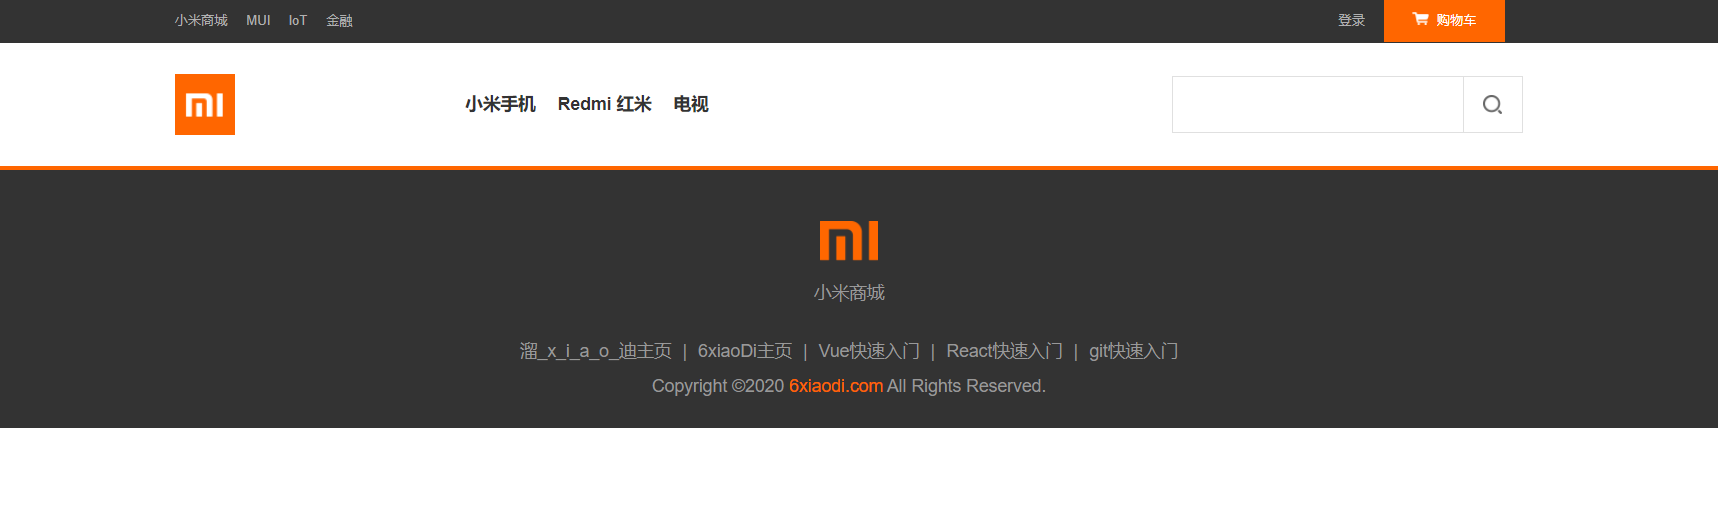 小米商城 MUI IoT 金融 登录 购物车
小米手机 Redmi 红米 电视
小米商城
溜_x_i_a_o_迪主页 | 6xiaoDi主页 | Vue快速入门 | React快速入门 | git快速入门
Copyright ©2020 6xiaodi.com All Rights Reserved.